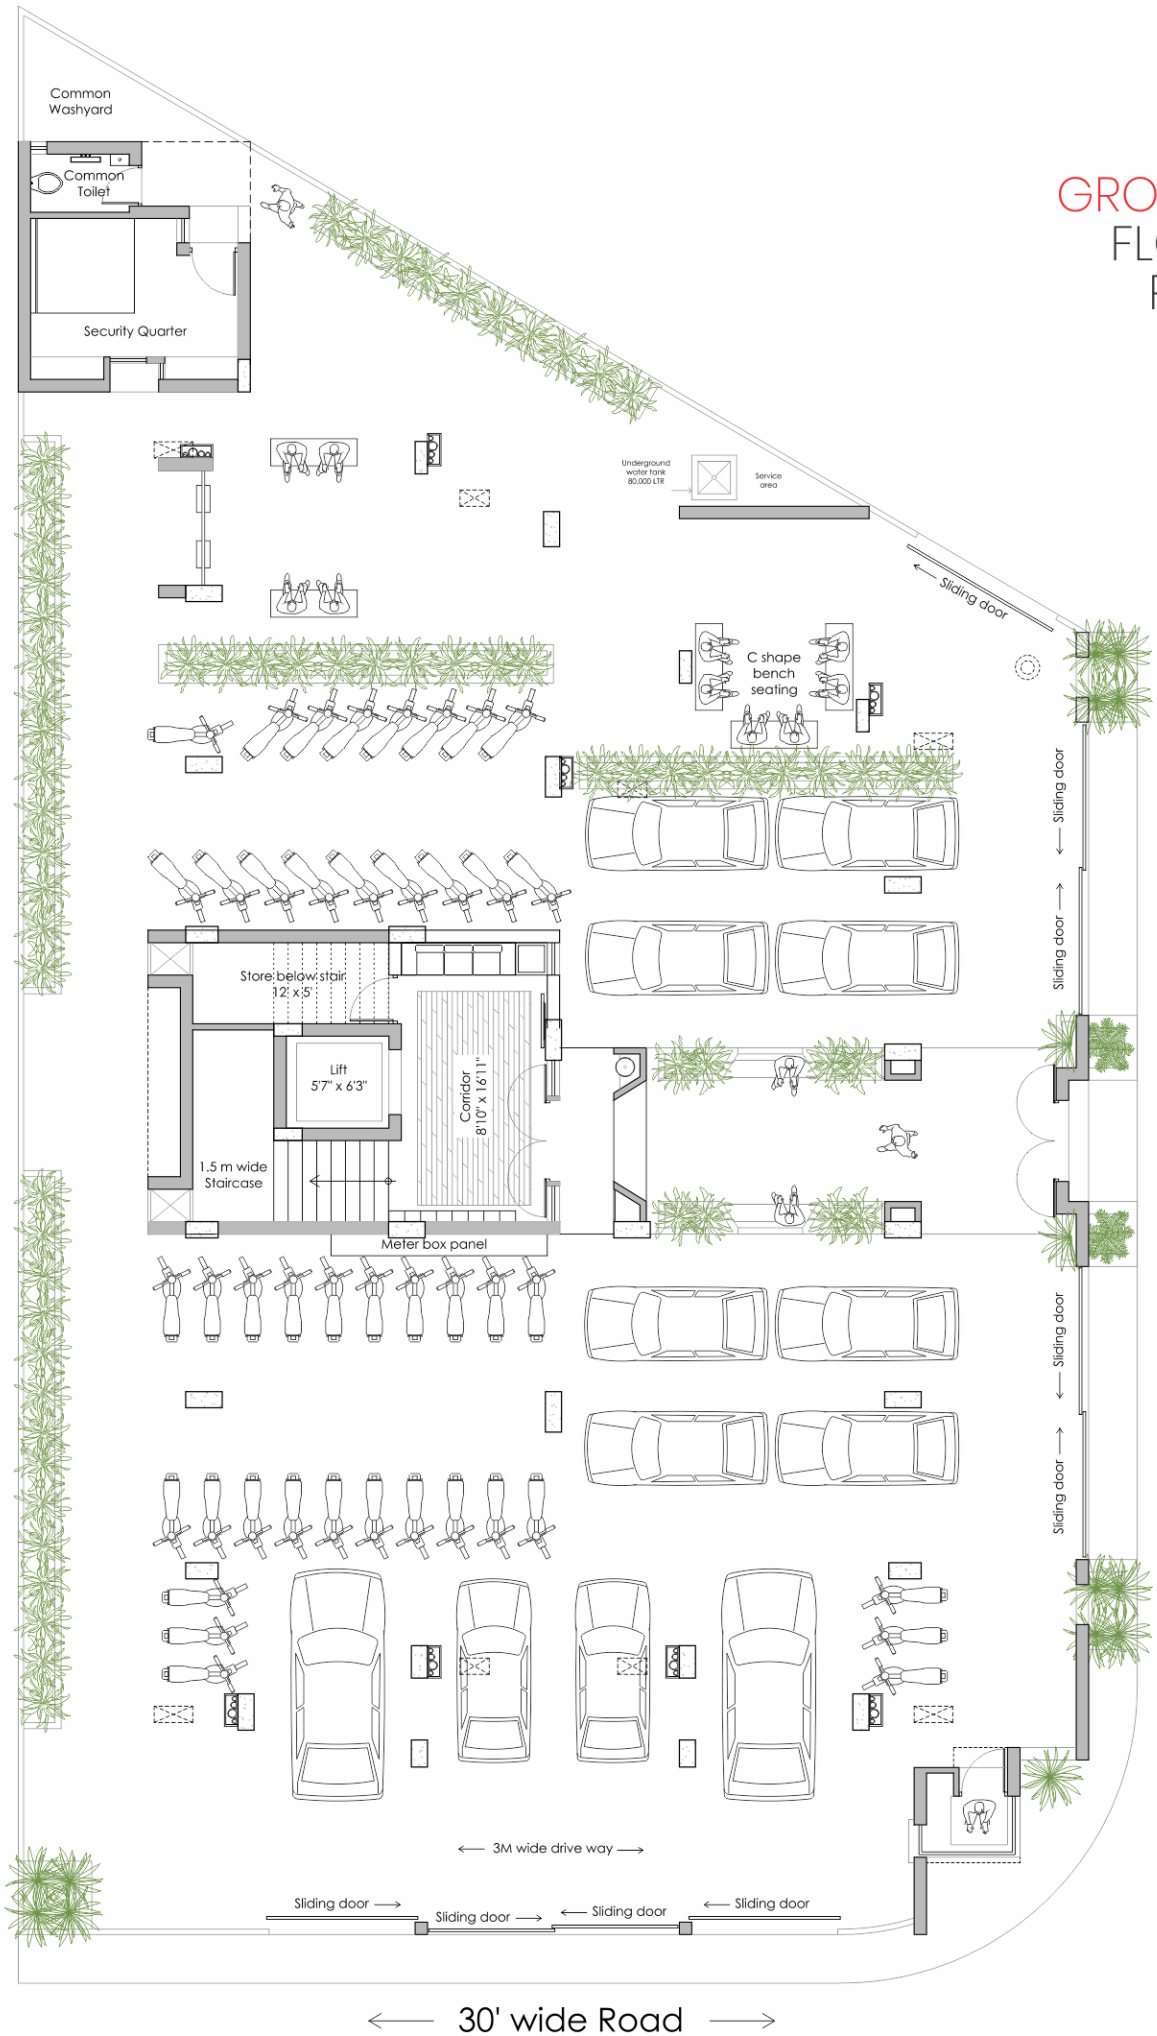 Common
Washyard
Common
Toilet
GRO
FL
Security Quarter
Underground
water tank
80,000 LTR
Service
area
Sliding door
C shape
bench
seating
Sliding door
Sliding door
Store below stair
12' x 5'
Lift
5'7" x 6'3"
Corridor
8'10" x 16'11"
1.5 m wide
Staircase
Meter box panel
Sliding door
Sliding door
3M wide drive way
Sliding door
Sliding door
Sliding door
Sliding door
30' wide Road